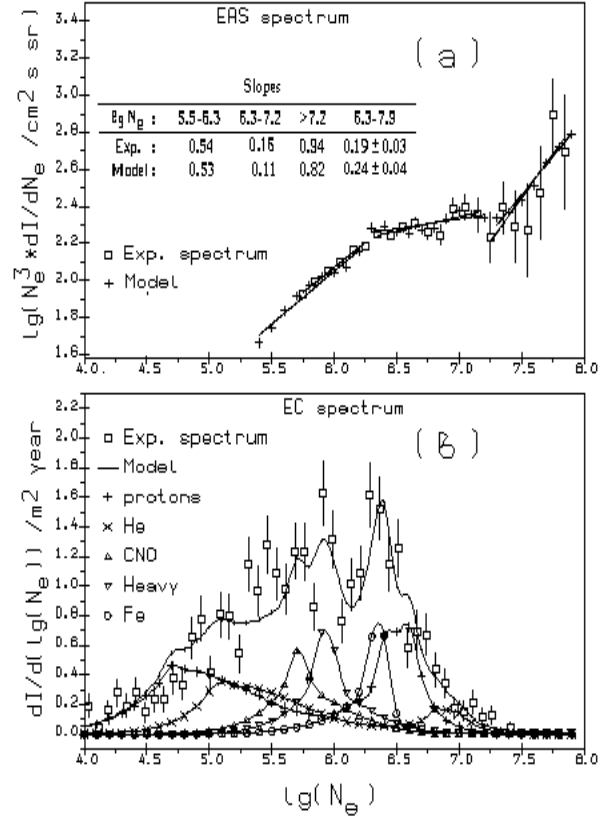 EAS spectrum
( a )
Slopes
lg Ne : 5.5-6.3 6.3-7.2 >7.2 6.3-7.9
Exp. : 0.54 0.16 0.94 0.19 ± 0.03
Model : 0.53 0.11 0.82 0.24 ± 0.04
Exp. spectrum
Model
lg(Ne^3 *dI/dNe /cm2 s sr)
3.4
3.2
3.0
2.8
2.6
2.4
2.2
2.0
1.8
1.6
4.0. 5.0 5.5 6.0 6.5 7.0 7.5 8.0
EC spectrum
( b )
Exp. spectrum
Model
protons
He
CNO
Heavy
Fe
dI/d(lg(Ne)) /m2 year
2.2
2.0
1.8
1.6
1.4
1.2
1.0
0.8
0.6
0.4
0.2
0.0
4.0 4.5 5.0 5.5 6.0 6.5 7.0 7.5 8.0
lg(Ne)